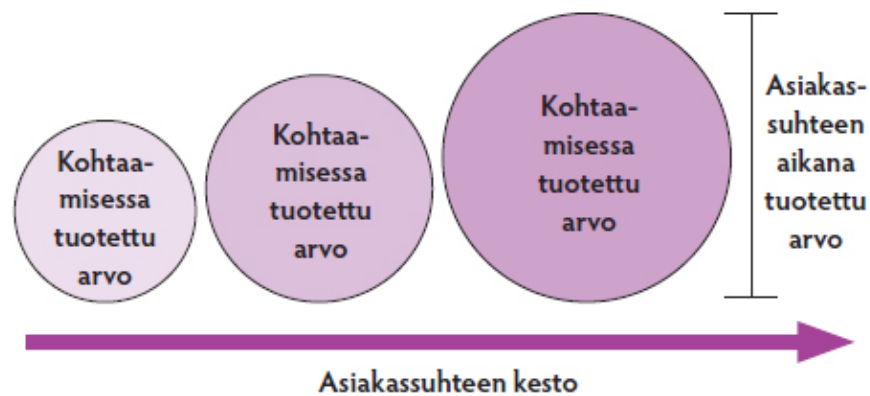 Kohtaa-
misessa
tuotettu
arvo
Kohtaa-
misessa
tuotettu
arvo
Kohtaa-
misessa
tuotettu
arvo
Asiakas-
suhteen
aikana
tuotettu
arvo
Asiakassuhteen kesto